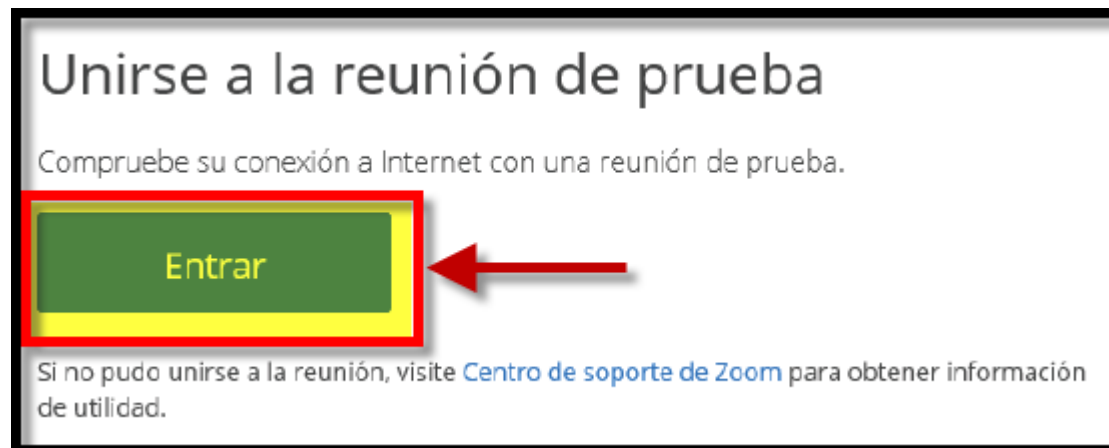 Unirse a la reunión de prueba
Compruebe su conexión a Internet con una reunión de prueba.
Entrar
Si no pudo unirse a la reunión, visite Centro de soporte de Zoom para obtener información
de utilidad.